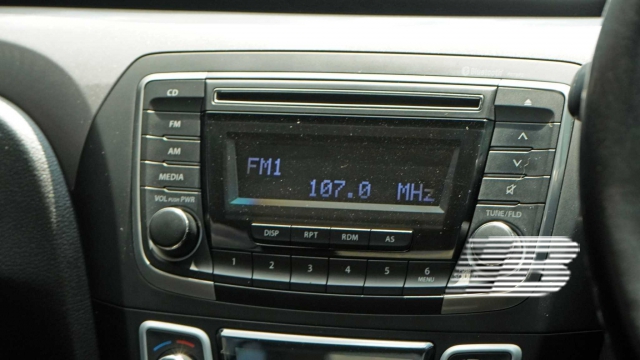 CD
FM
AM
MEDIA
VOL PUSH PWR
FM1
107.0 MHz
TUNE/FLD
DISP RPT RDM AS
1 2 3 4 5 6
MENU
B